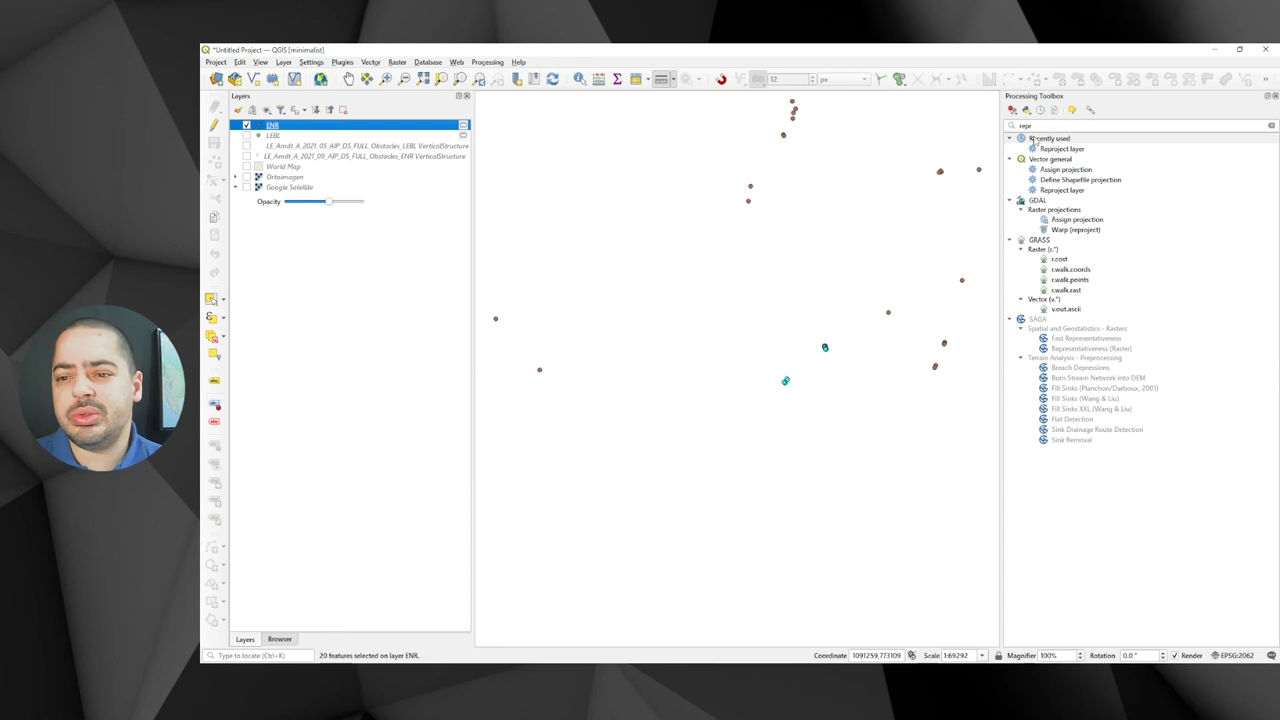 *Untitled Project — QGIS [minimalist]
Project Edit View Layer Settings Plugins Vector Raster Database Web Processing Help
12 px
Layers
Processing Toolbox
ENR
LEBL
LE_Amdt_A_2021_05_AIP_DS_FULL_Obstacles_LEBL VerticalStructure
LE_Amdt_A_2021_09_AIP_DS_FULL_Obstacles_ENR VerticalStructure
World Map
Ortoimagen
Google Satellite
Opacity
repr
Recently used
Reproject layer
Vector general
Assign projection
Define Shapefile projection
Reproject layer
GDAL
Raster projections
Assign projection
Warp (reproject)
GRASS
Raster (r.*)
r.cost
r.walk.coords
r.walk.points
r.walk.rast
Vector (v.*)
v.out.ascii
SAGA
Spatial and Geostatistics - Rasters
Fast Representativeness
Representativeness (Raster)
Terrain Analysis - Preprocessing
Breach Depressions
Burn Stream Network into DEM
Fill Sinks (Planchon/Darboux, 2001)
Fill Sinks (Wang & Liu)
Fill Sinks XXL (Wang & Liu)
Flat Detection
Sink Drainage Route Detection
Sink Removal
Layers Browser
Type to locate (Ctrl+K) 20 features selected on layer ENR. Coordinate 1091259,773109 Scale 1:69292 Magnifier 100% Rotation 0.0 ° Render EPSG:2062